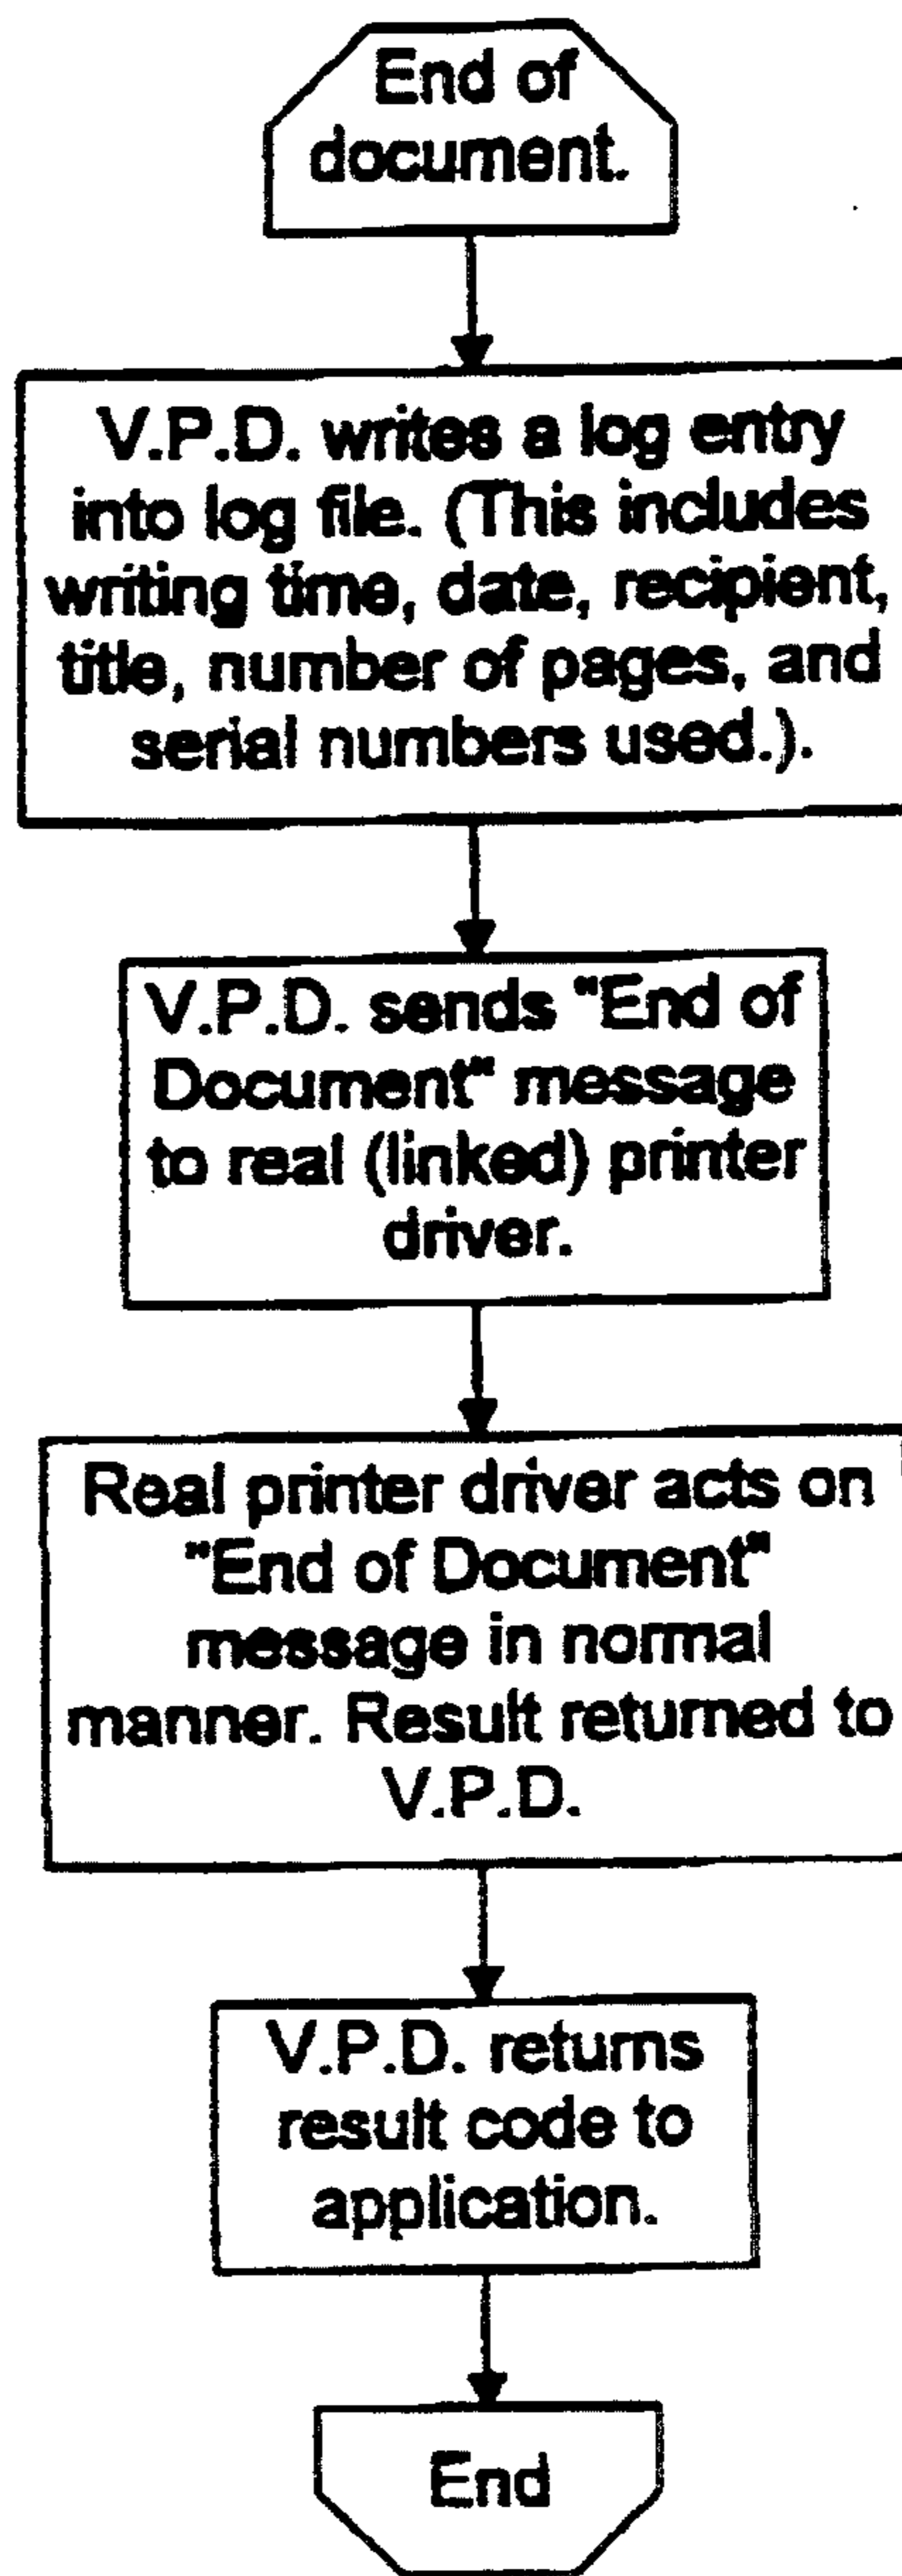 End of
document.
V.P.D. writes a log entry
into log file. (This includes
writing time, date, recipient,
title, number of pages, and
serial numbers used.).
V.P.D. sends "End of
Document" message
to real (linked) printer
driver.
Real printer driver acts on
"End of Document"
message in normal
manner. Result returned to
V.P.D.
V.P.D. returns
result code to
application.
End